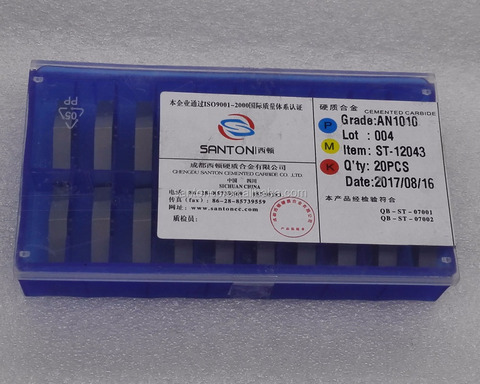 05
PP
本企业通过ISO9001-2000国际质量体系认证
SANTON|西顿
成都西顿硬质合金有限公司
CHENGDU SANTON CEMENTED CARBIDE CO.,LTD
中国 四川
SICHUAN CHINA
传真(fax): 86-28-85739559
网址:www.santoncc
质检员:
硬质合金
CEMENTED CARBIDE
P
M
K
Grade:AN1010
Lot : 004
Item: ST-12043
Q'ty: 20PCS
Date:2017/08/16
本产品经检验符合
QB-ST-07001
QB-ST-07002